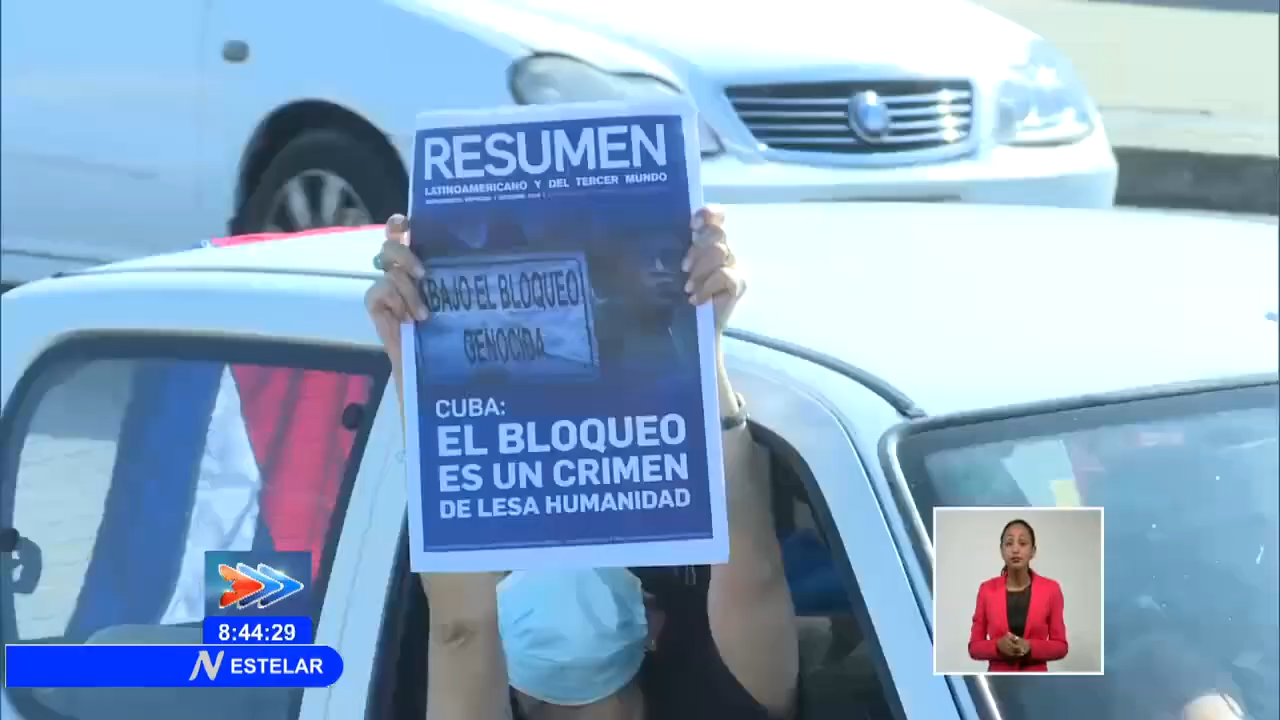 RESUMEN
LATINOAMERICANO Y DEL TERCER MUNDO
ABAJO EL BLOQUEO
GENOCIDA
CUBA:
EL BLOQUEO
ES UN CRIMEN
DE LESA HUMANIDAD
8:44:29
N ESTELAR